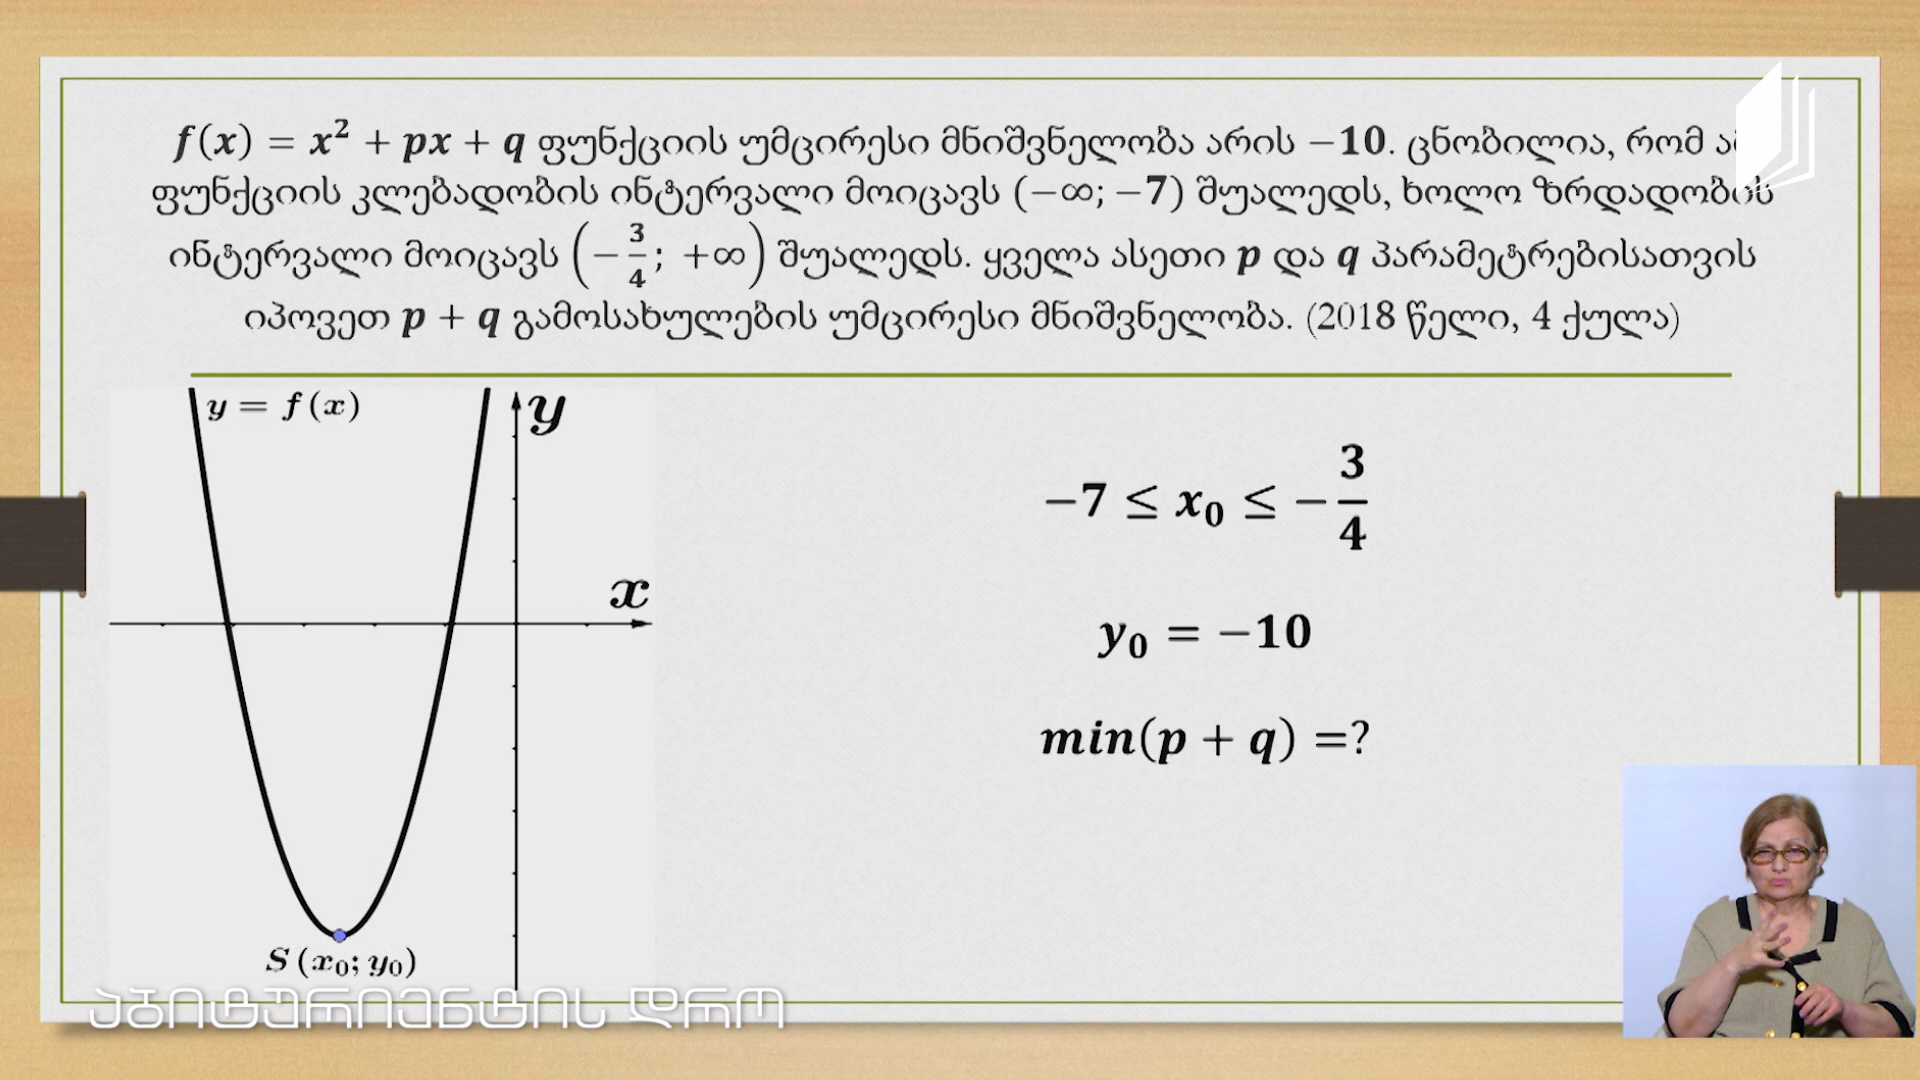 f(x) = x² + px + q ფუნქციის უმცირესი მნიშვნელობა არის −10. ცნობილია, რომ
ფუნქციის კლებადობის ინტერვალი მოიცავს (−∞; −7) შუალედს, ხოლო ზრდადობის
ინტერვალი მოიცავს (−3/4; +∞) შუალედს. ყველა ასეთი p და q პარამეტრებისათვის
იპოვეთ p + q გამოსახულების უმცირესი მნიშვნელობა. (2018 წელი, 4 ქულა)
y = f(x)
y
−7 ≤ x₀ ≤ −3/4
x
y₀ = −10
min(p + q) =?
S(x₀; y₀)
აბიტურიენტის დრო